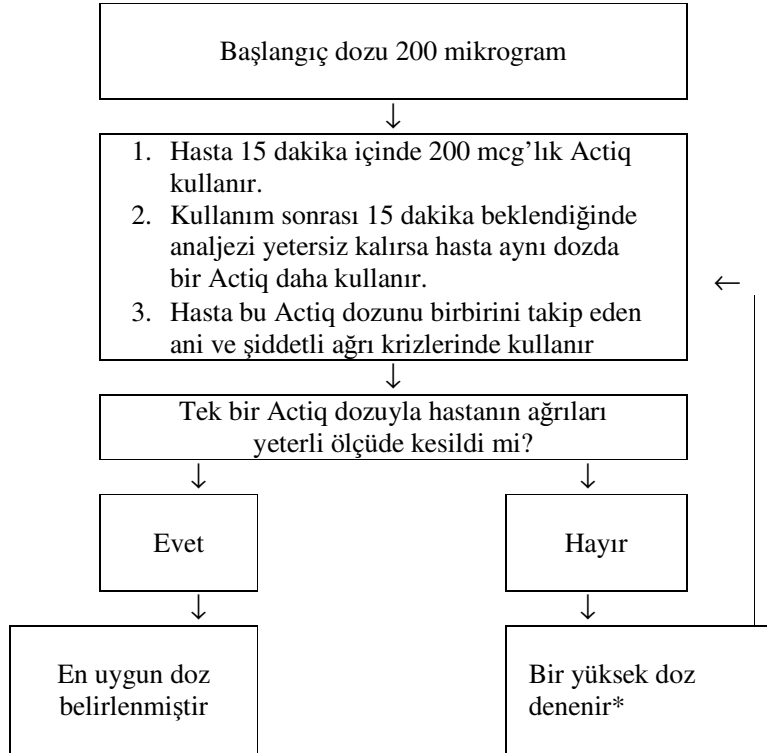 Başlangıç dozu 200 mikrogram
↓
1. Hasta 15 dakika içinde 200 mcg’lık Actiq
kullanır.
2. Kullanım sonrası 15 dakika beklendiğinde
analjezi yetersiz kalırsa hasta aynı dozda
bir Actiq daha kullanır.
3. Hasta bu Actiq dozunu birbirini takip eden
ani ve şiddetli ağrı krizlerinde kullanır
←
↓
Tek bir Actiq dozuyla hastanın ağrıları
yeterli ölçüde kesildi mi?
↓ ↓
Evet Hayır
↓ ↓
En uygun doz
belirlenmiştir
Bir yüksek doz
denenir*